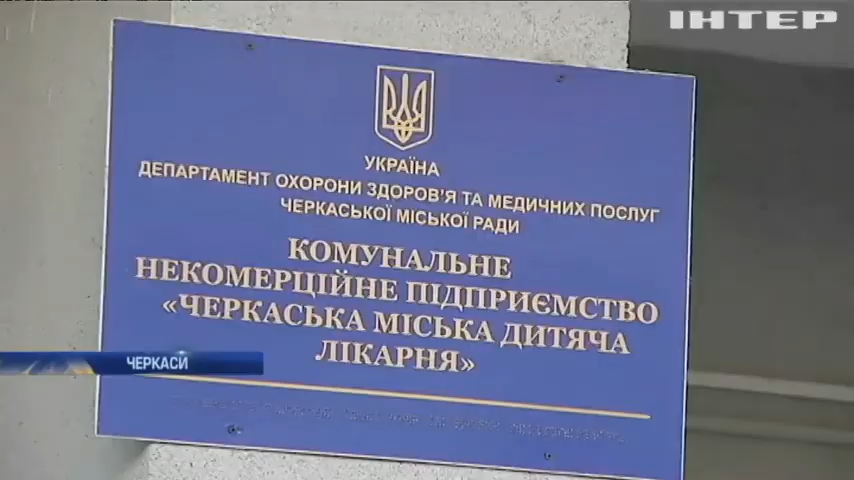 ІНТЕР
УКРАЇНА
ДЕПАРТАМЕНТ ОХОРОНИ ЗДОРОВ'Я ТА МЕДИЧНИХ ПОСЛУГ
ЧЕРКАСЬКОЇ МІСЬКОЇ РАДИ
КОМУНАЛЬНЕ
НЕКОМЕРЦІЙНЕ ПІДПРИЄМСТВО
«ЧЕРКАСЬКА МІСЬКА ДИТЯЧА
ЛІКАРНЯ»
ЧЕРКАСИ